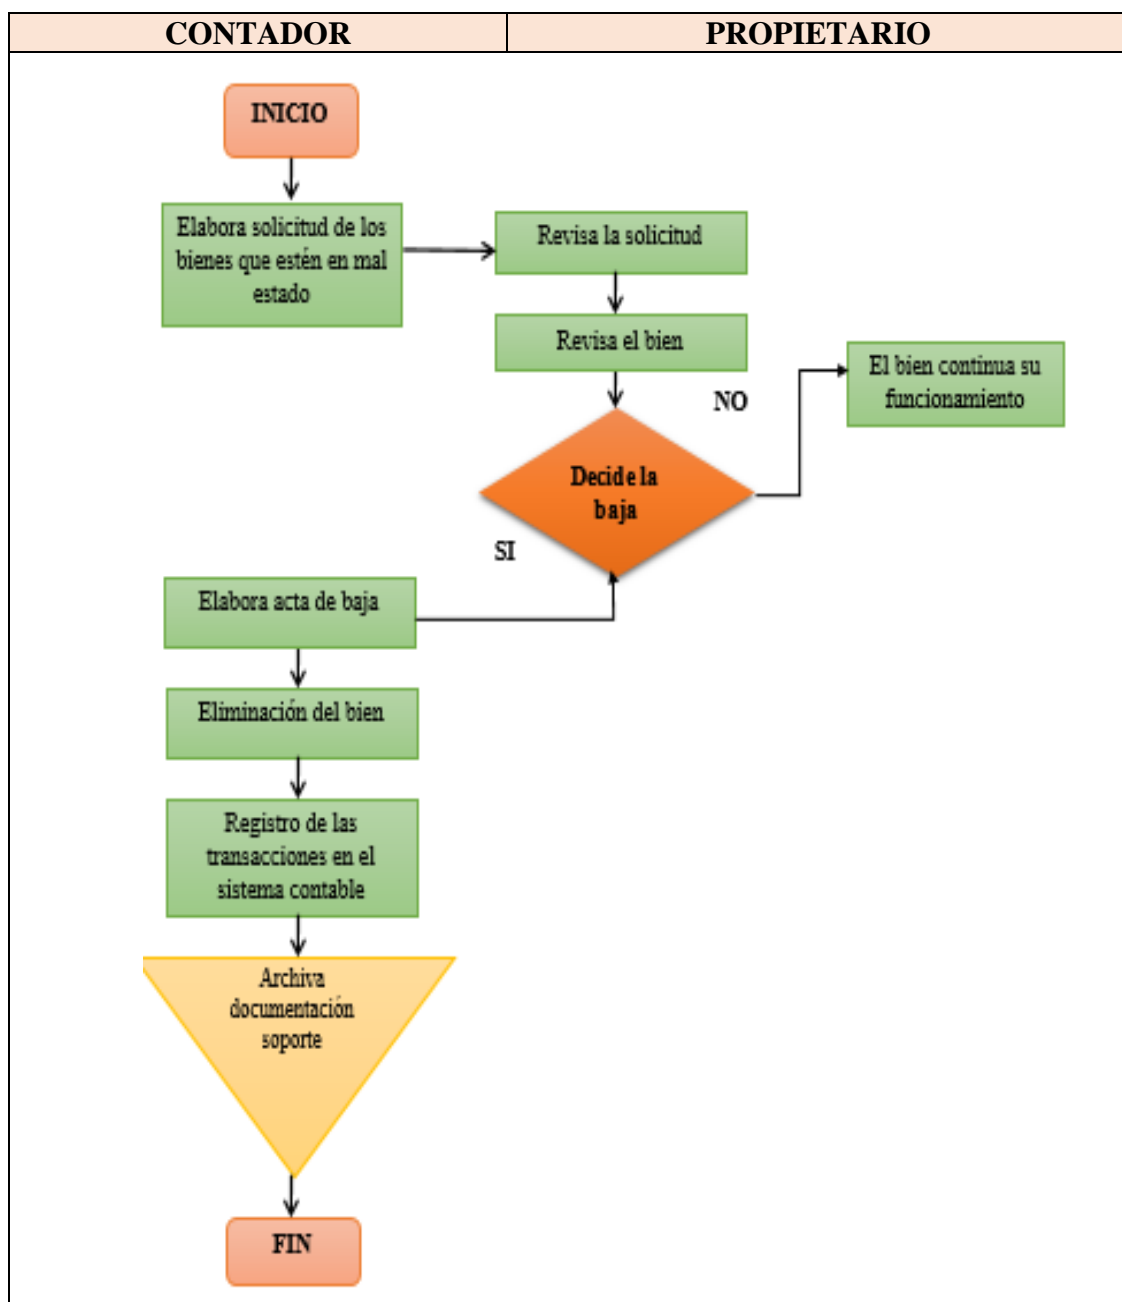 CONTADOR
PROPIETARIO
INICIO
Elabora solicitud de los
bienes que estén en mal
estado
Revisa la solicitud
Revisa el bien
NO
El bien continua su
funcionamiento
Decide la
baja
SI
Elabora acta de baja
Eliminación del bien
Registro de las
transacciones en el
sistema contable
Archiva
documentación
soporte
FIN